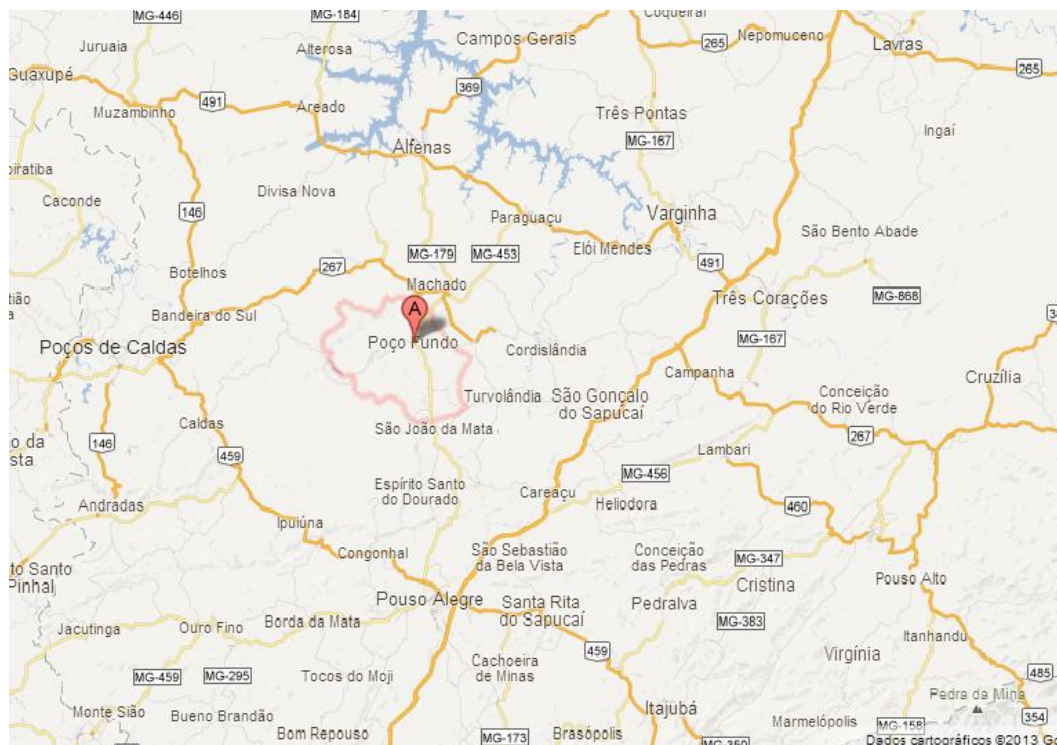 MG-446
MG-184
Coqueiral
Nepomuceno
Juruaia
Alterosa
Campos Gerais
265
Lavras
265
Guaxupé
369
491
Areado
Muzambinho
Três Pontas
MG-167
Ingaí
Alfenas
Divisa Nova
Caconde
146
Paraguaçu
Varginha
São Bento Abade
MG-179
MG-453
Elói Mendes
491
267
Botelhos
Machado
Três Corações
MG-868
A
Bandeira do Sul
Poço Fundo
Poços de Caldas
Cordislândia
MG-167
Campanha
Cruzília
Turvolândia
São Gonçalo
do Sapucaí
Conceição
do Rio Verde
Caldas
São João da Mata
267
146
459
Lambari
MG-456
Espírito Santo
do Dourado
Careaçu
Heliodora
460
Andradas
Ipuiúna
Congonhal
São Sebastião
da Bela Vista
Conceição
das Pedras
MG-347
Cristina
Pouso Alto
to Santo
Pinhal
Pouso Alegre
Santa Rita
do Sapucaí
Pedralva
MG-383
Jacutinga
Ouro Fino
Borda da Mata
Itanhandu
459
Virgínia
Cachoeira
de Minas
MG-459
MG-295
Tocos do Moji
485
Pedra da Mina
Itajubá
Monte Sião
Bueno Brandão
Marmelópolis
MG-158
354
Bom Repouso
MG-173
Brasópolis
MG-350
Dados cartográficos ©2013 Go